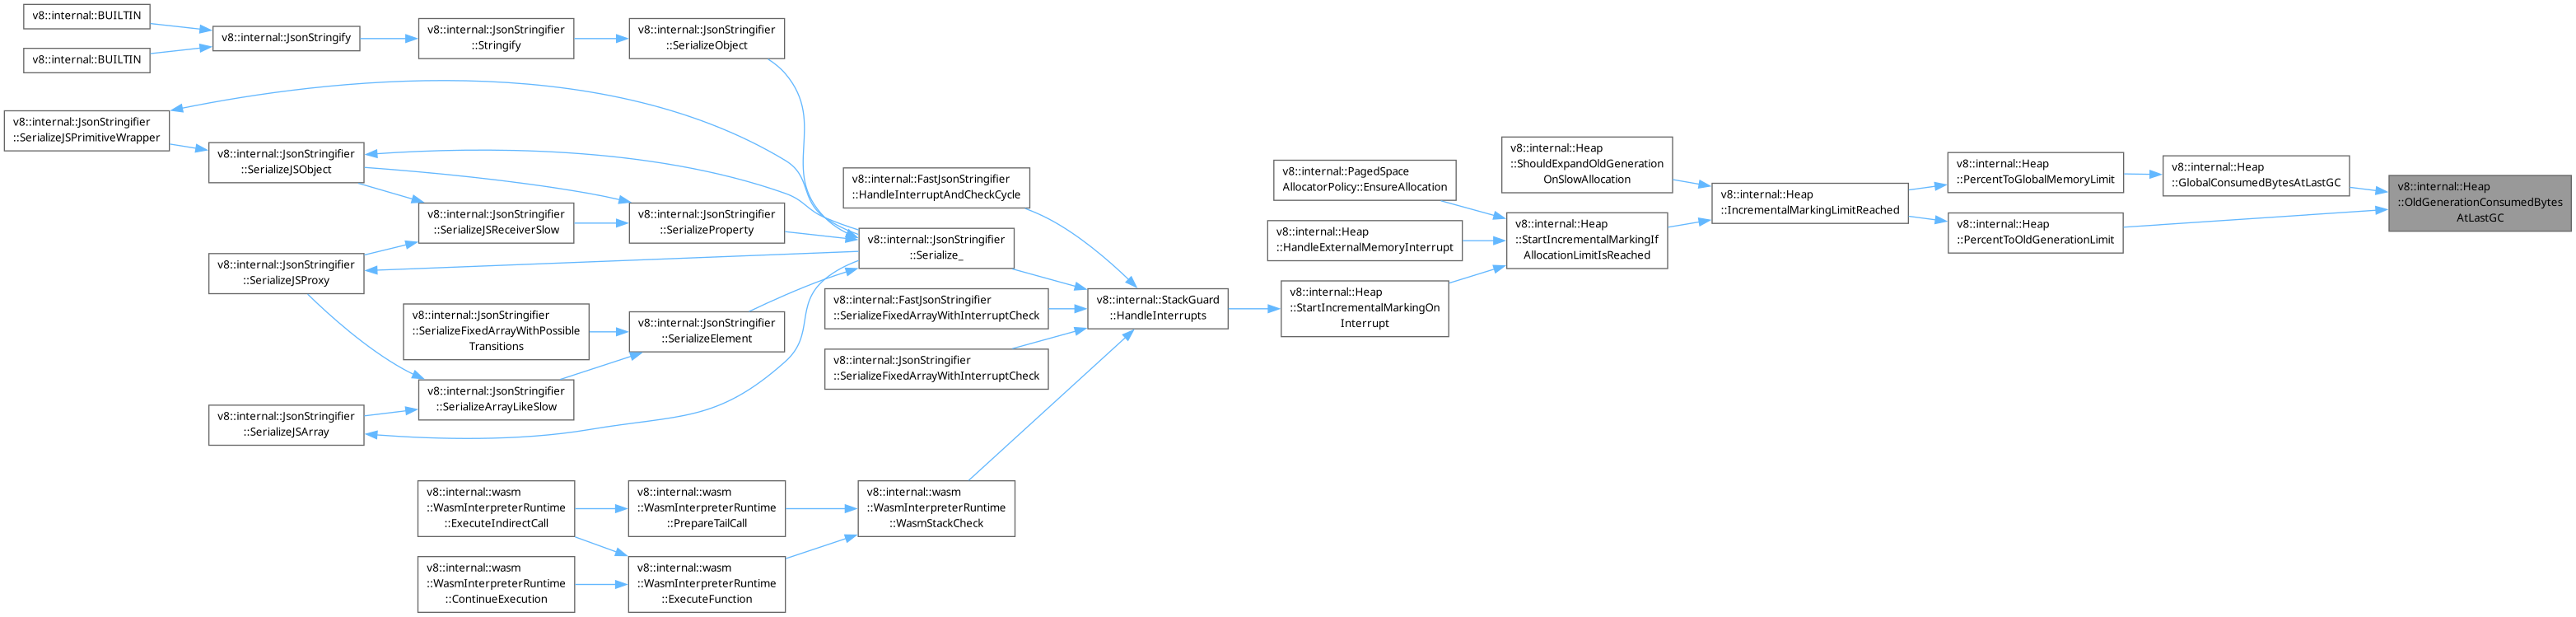 v8::internal::BUILTIN
v8::internal::BUILTIN
v8::internal::JsonStringify
v8::internal::JsonStringifier
::Stringify
v8::internal::JsonStringifier
::SerializeObject
v8::internal::JsonStringifier
::SerializeJSPrimitiveWrapper
v8::internal::JsonStringifier
::SerializeJSObject
v8::internal::JsonStringifier
::SerializeJSReceiverSlow
v8::internal::JsonStringifier
::SerializeProperty
v8::internal::JsonStringifier
::SerializeJSProxy
v8::internal::JsonStringifier
::SerializeFixedArrayWithPossible
Transitions
v8::internal::JsonStringifier
::SerializeElement
v8::internal::JsonStringifier
::SerializeArrayLikeSlow
v8::internal::JsonStringifier
::SerializeJSArray
v8::internal::wasm
::WasmInterpreterRuntime
::ExecuteIndirectCall
v8::internal::wasm
::WasmInterpreterRuntime
::PrepareTailCall
v8::internal::wasm
::WasmInterpreterRuntime
::ContinueExecution
v8::internal::wasm
::WasmInterpreterRuntime
::ExecuteFunction
v8::internal::FastJsonStringifier
::HandleInterruptAndCheckCycle
v8::internal::JsonStringifier
::Serialize_
v8::internal::FastJsonStringifier
::SerializeFixedArrayWithInterruptCheck
v8::internal::JsonStringifier
::SerializeFixedArrayWithInterruptCheck
v8::internal::wasm
::WasmInterpreterRuntime
::WasmStackCheck
v8::internal::StackGuard
::HandleInterrupts
v8::internal::PagedSpace
AllocatorPolicy::EnsureAllocation
v8::internal::Heap
::HandleExternalMemoryInterrupt
v8::internal::Heap
::StartIncrementalMarkingOn
Interrupt
v8::internal::Heap
::ShouldExpandOldGeneration
OnSlowAllocation
v8::internal::Heap
::StartIncrementalMarkingIf
AllocationLimitIsReached
v8::internal::Heap
::IncrementalMarkingLimitReached
v8::internal::Heap
::PercentToGlobalMemoryLimit
v8::internal::Heap
::PercentToOldGenerationLimit
v8::internal::Heap
::GlobalConsumedBytesAtLastGC
v8::internal::Heap
::OldGenerationConsumedBytes
AtLastGC